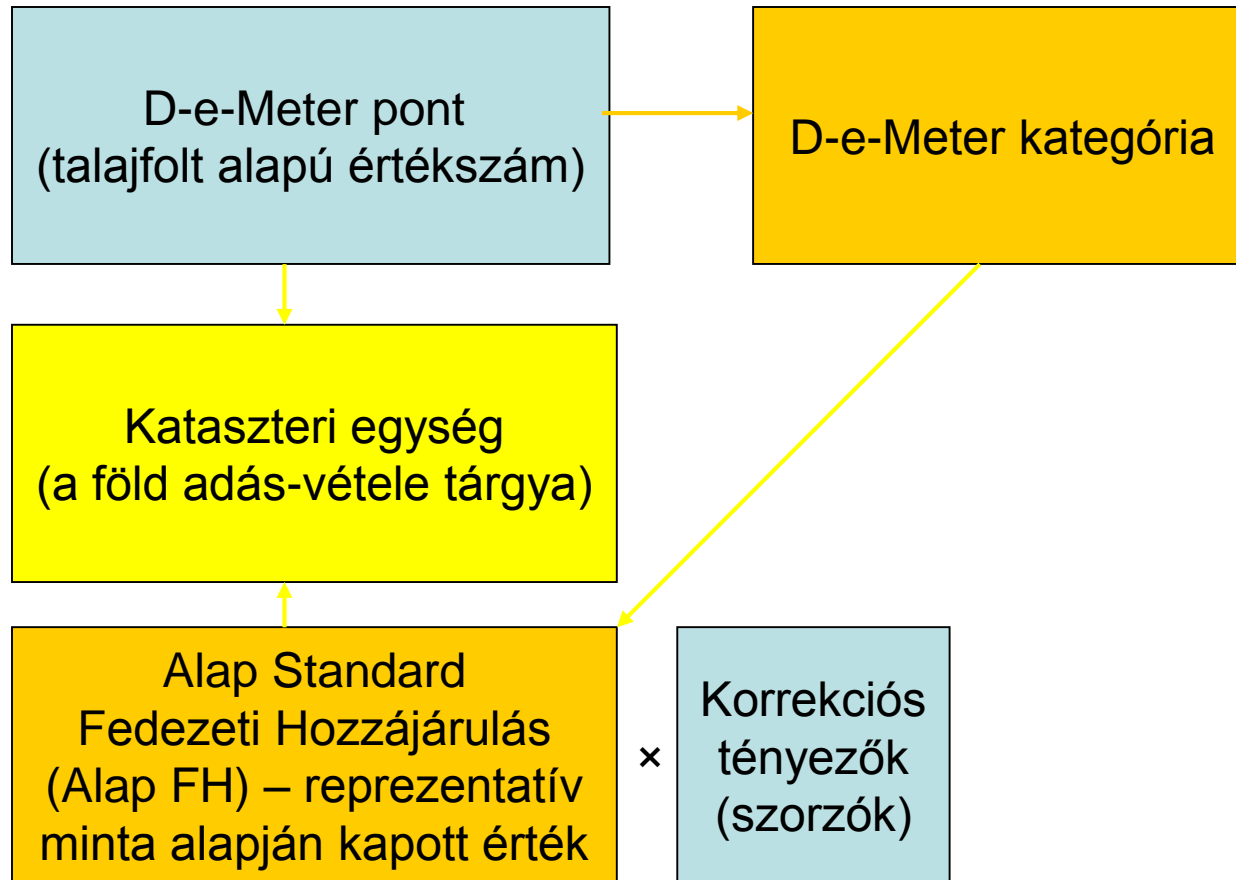 D-e-Meter pont
(talajfolt alapú értékszám)
D-e-Meter kategória
Kataszteri egység
(a föld adás-vétele tárgya)
Alap Standard
Fedezeti Hozzájárulás
(Alap FH) – reprezentatív
minta alapján kapott érték
×
Korrekciós
tényezők
(szorzók)